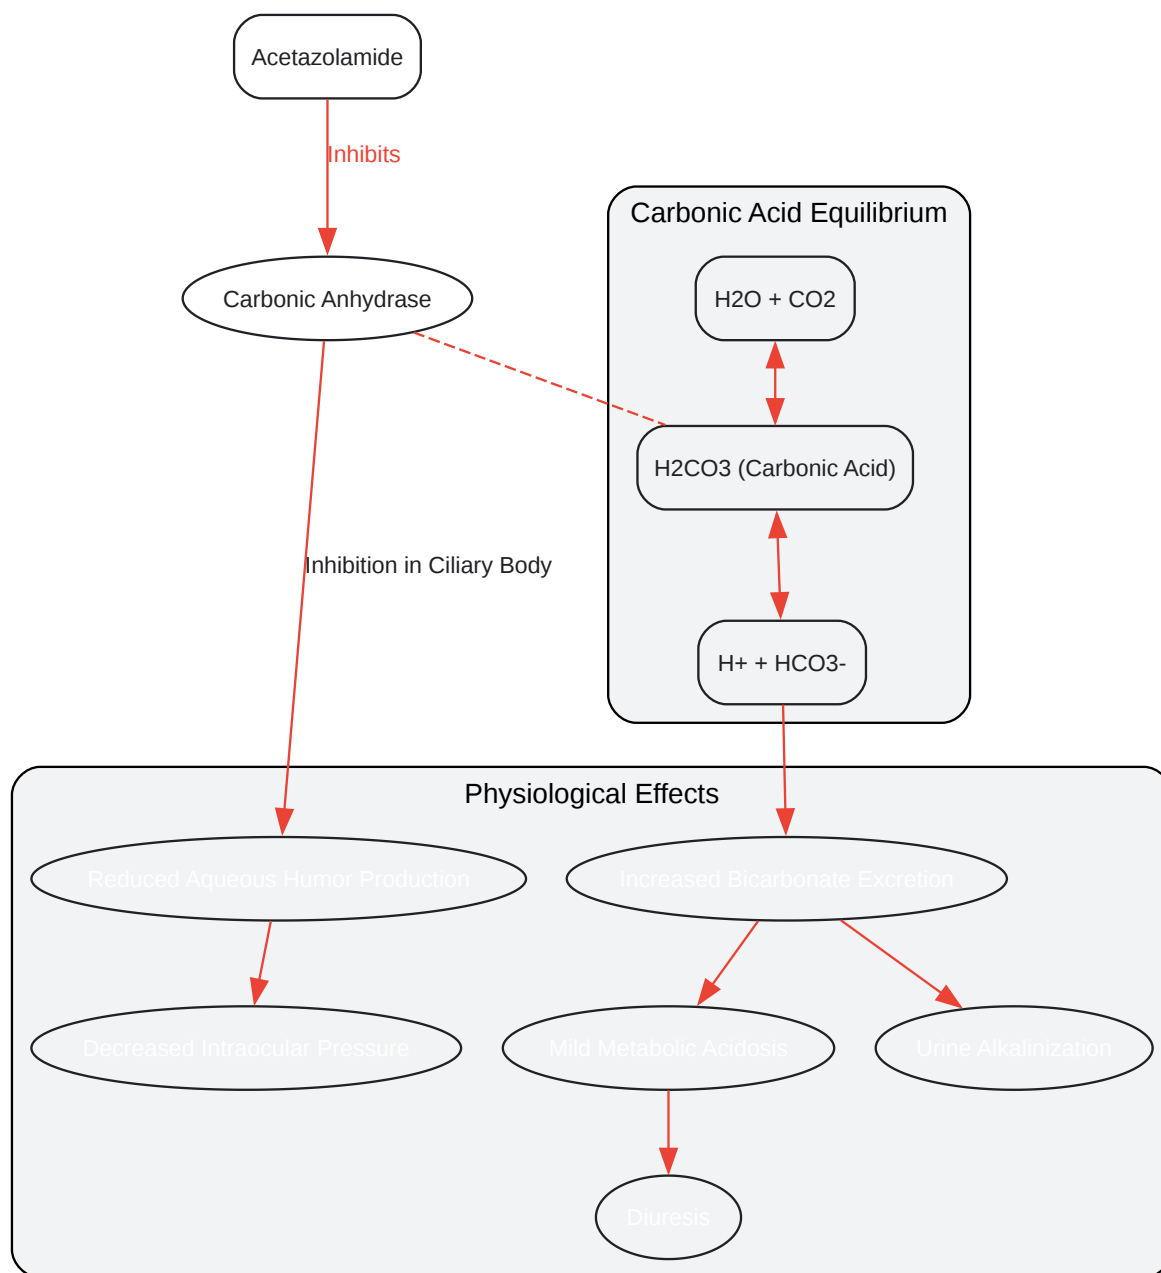 Acetazolamide
Inhibits
Carbonic Acid Equilibrium
H2O + CO2
Carbonic Anhydrase
H2CO3 (Carbonic Acid)
Inhibition in Ciliary Body
H+ + HCO3-
Physiological Effects
Reduced Aqueous Humor Production
Increased Bicarbonate Excretion
Decreased Intraocular Pressure
Mild Metabolic Acidosis
Urine Alkalinization
Diuresis